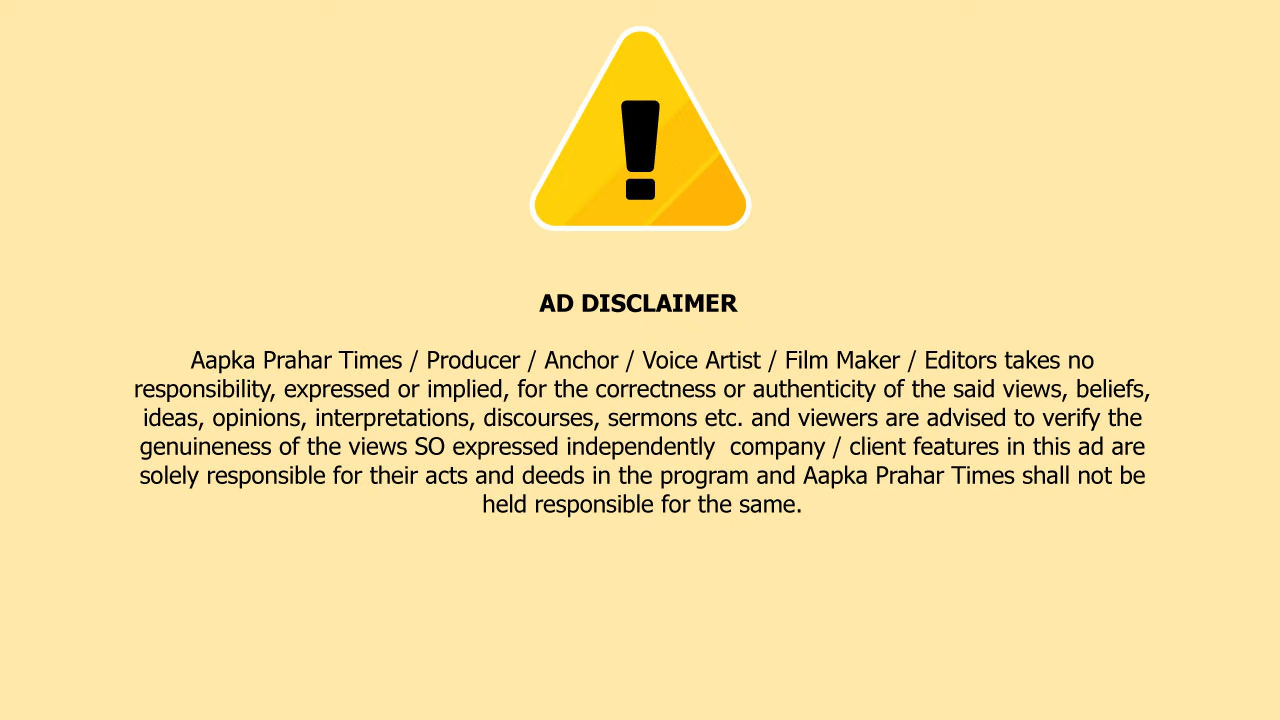 AD DISCLAIMER
Aapka Prahar Times / Producer / Anchor / Voice Artist / Film Maker / Editors takes no
responsibility, expressed or implied, for the correctness or authenticity of the said views, beliefs,
ideas, opinions, interpretations, discourses, sermons etc. and viewers are advised to verify the
genuineness of the views SO expressed independently  company / client features in this ad are
solely responsible for their acts and deeds in the program and Aapka Prahar Times shall not be
held responsible for the same.